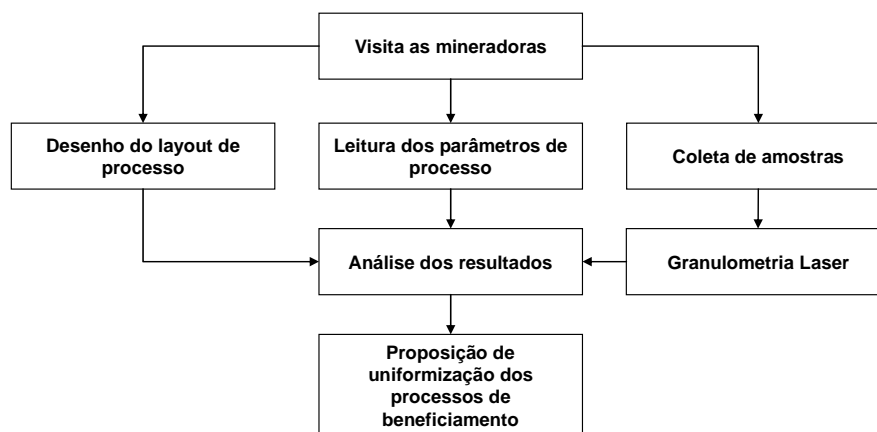 Visita as mineradoras
Desenho do layout de
processo
Leitura dos parâmetros de
processo
Coleta de amostras
Análise dos resultados
Granulometria Laser
Proposição de
uniformização dos
processos de
beneficiamento